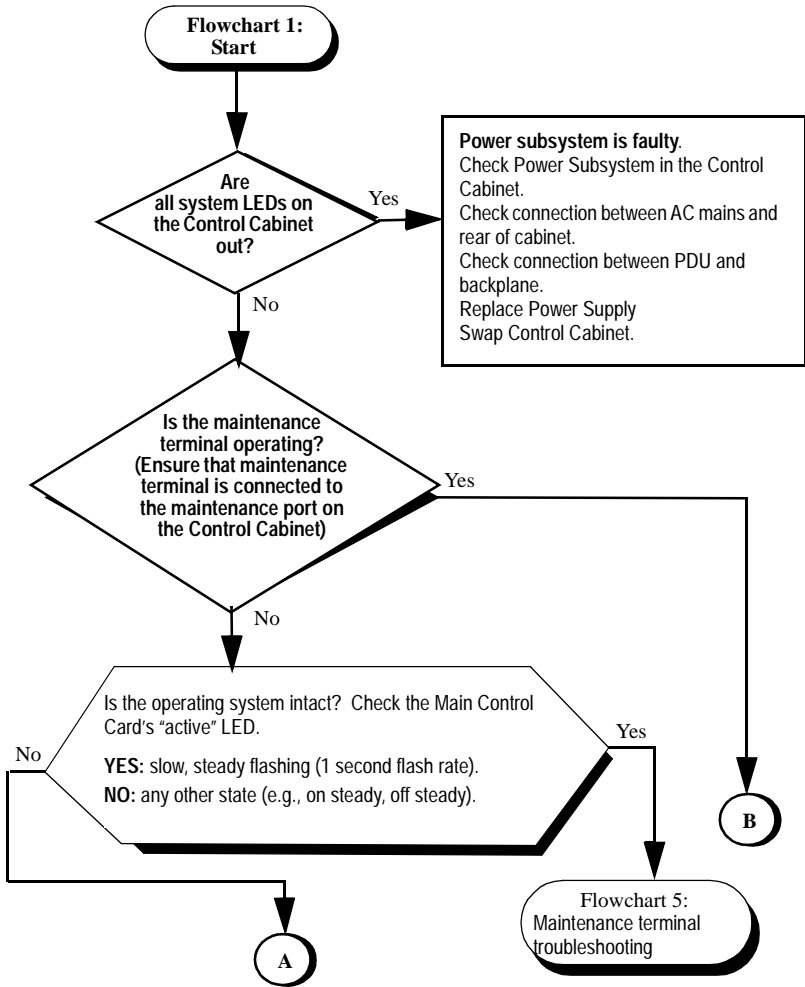 Flowchart 1:
Start
Are
all system LEDs on
the Control Cabinet
out?
Yes
Power subsystem is faulty.
Check Power Subsystem in the Control
Cabinet.
Check connection between AC mains and
rear of cabinet.
Check connection between PDU and
backplane.
Replace Power Supply
Swap Control Cabinet.
No
Is the maintenance
terminal operating?
(Ensure that maintenance
terminal is connected to
the maintenance port on
the Control Cabinet)
Yes
No
Is the operating system intact? Check the Main Control
Card's “active” LED.
YES: slow, steady flashing (1 second flash rate).
NO: any other state (e.g., on steady, off steady).
No
Yes
B
Flowchart 5:
Maintenance terminal
troubleshooting
A